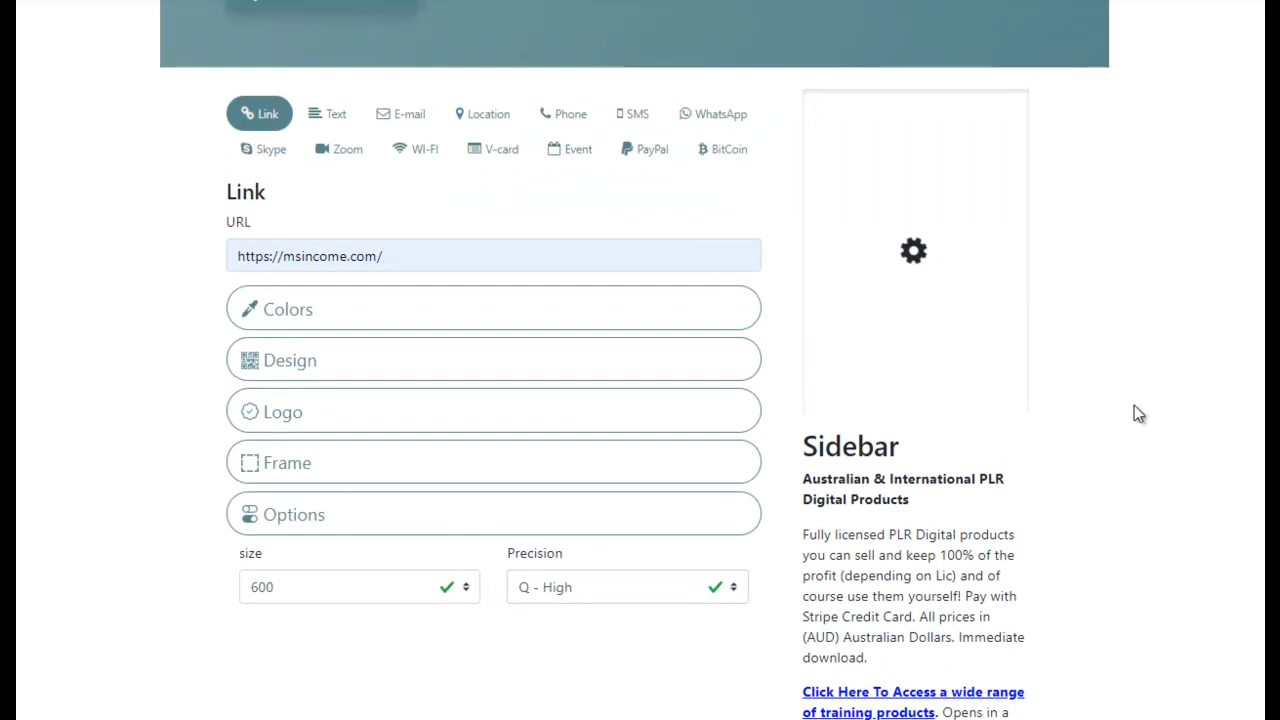 Link
Text
E-mail
Location
Phone
SMS
WhatsApp
Skype
Zoom
WI-FI
V-card
Event
PayPal
BitCoin
Link
URL
https://msincome.com/
Colors
Design
Logo
Frame
Options
size
Precision
600
Q - High
Sidebar
Australian & International PLR
Digital Products
Fully licensed PLR Digital products
you can sell and keep 100% of the
profit (depending on Lic) and of
course use them yourself! Pay with
Stripe Credit Card. All prices in
(AUD) Australian Dollars. Immediate
download.
Click Here To Access a wide range
of training products. Opens in a